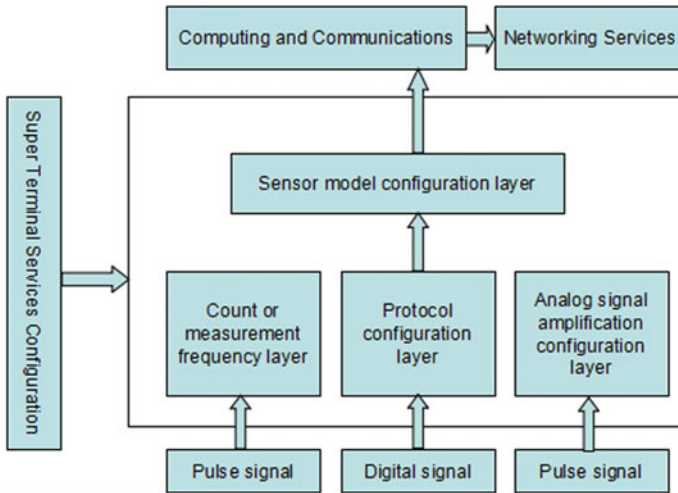 Computing and Communications
Networking Services
Super Terminal Services Configuration
Sensor model configuration layer
Count or
measurement
frequency layer
Protocol
configuration
layer
Analog signal
amplification
configuration
layer
Pulse signal
Digital signal
Pulse signal